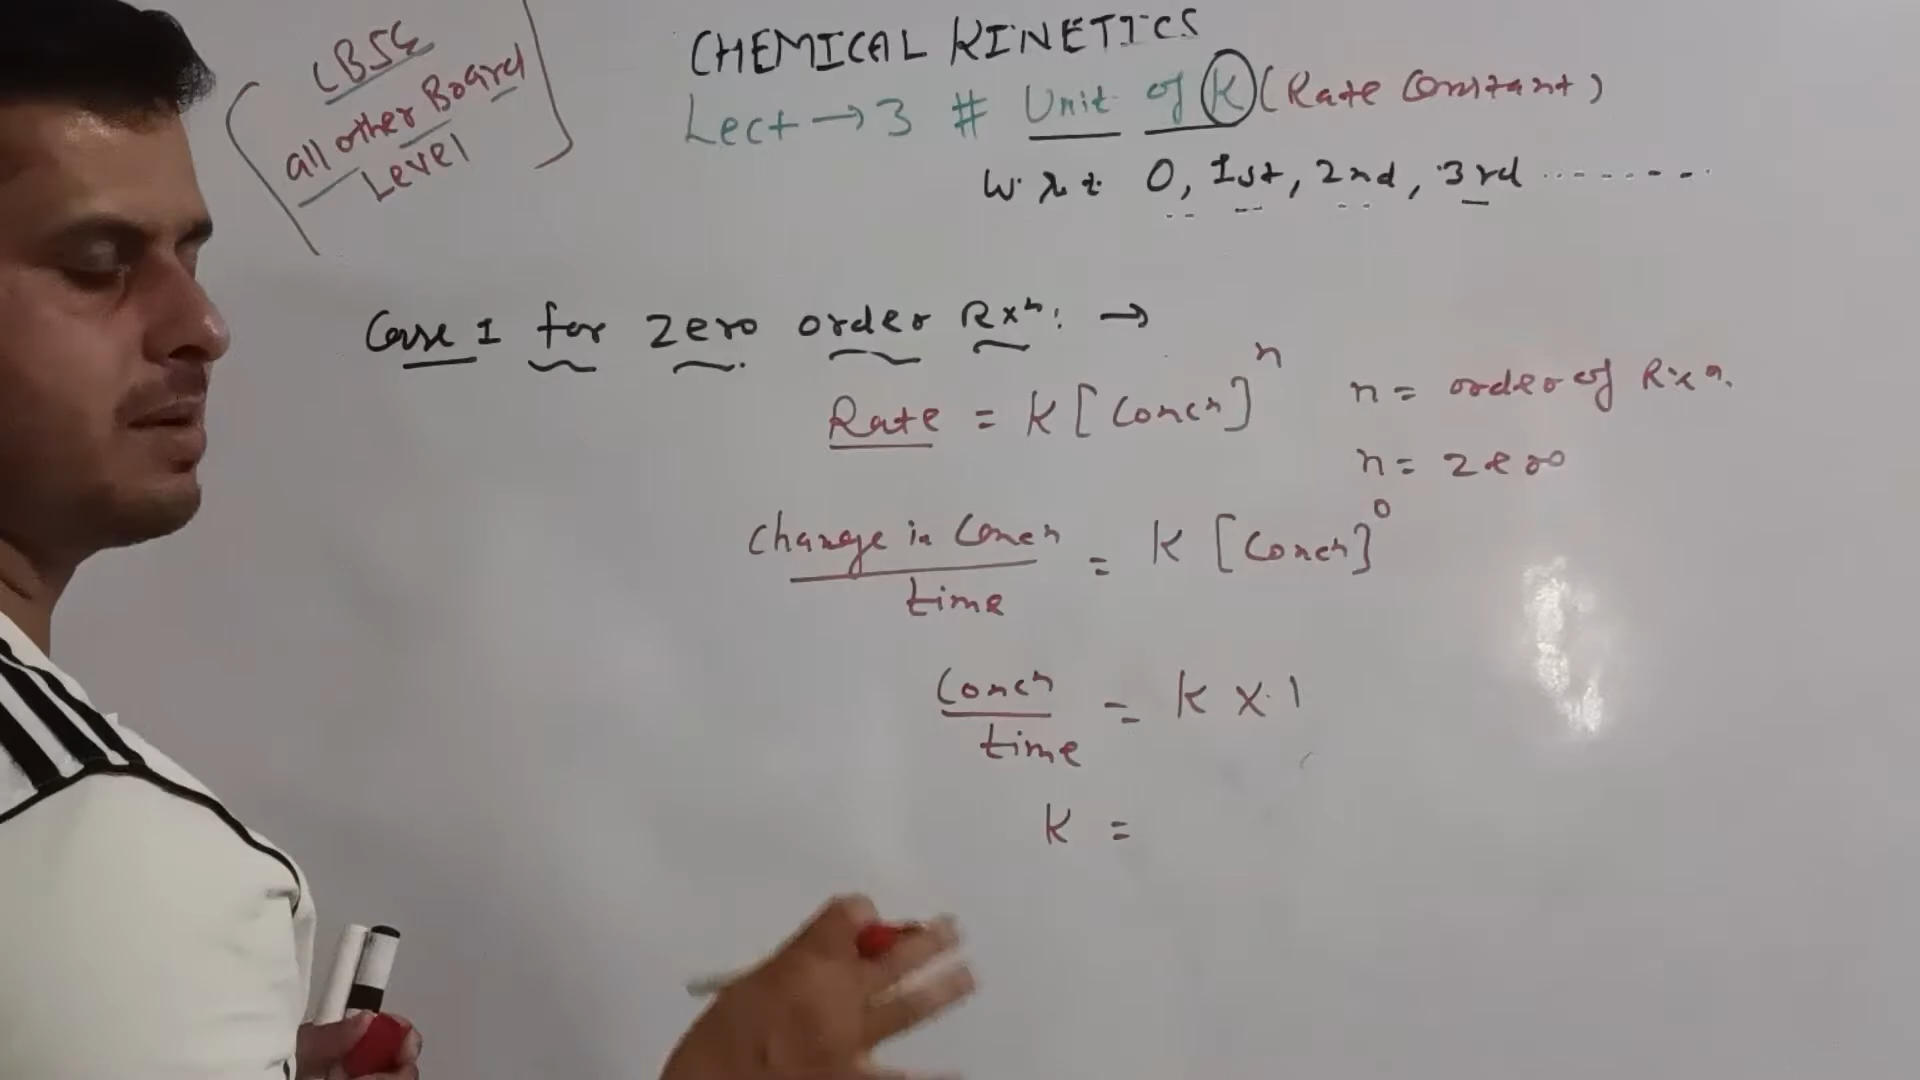 CBSE
all other Board
Level
CHEMICAL KINETICS
Lect → 3 # Unit of K (Rate Constant)
w.r.t 0, 1st, 2nd, 3rd ........
Case 1 for zero order Rxn: →
Rate = K [Concn]^n
n = order of Rxn.
n = zero
Change in Concn / time = K [Concn]^0
Concn / time = K × 1
K =